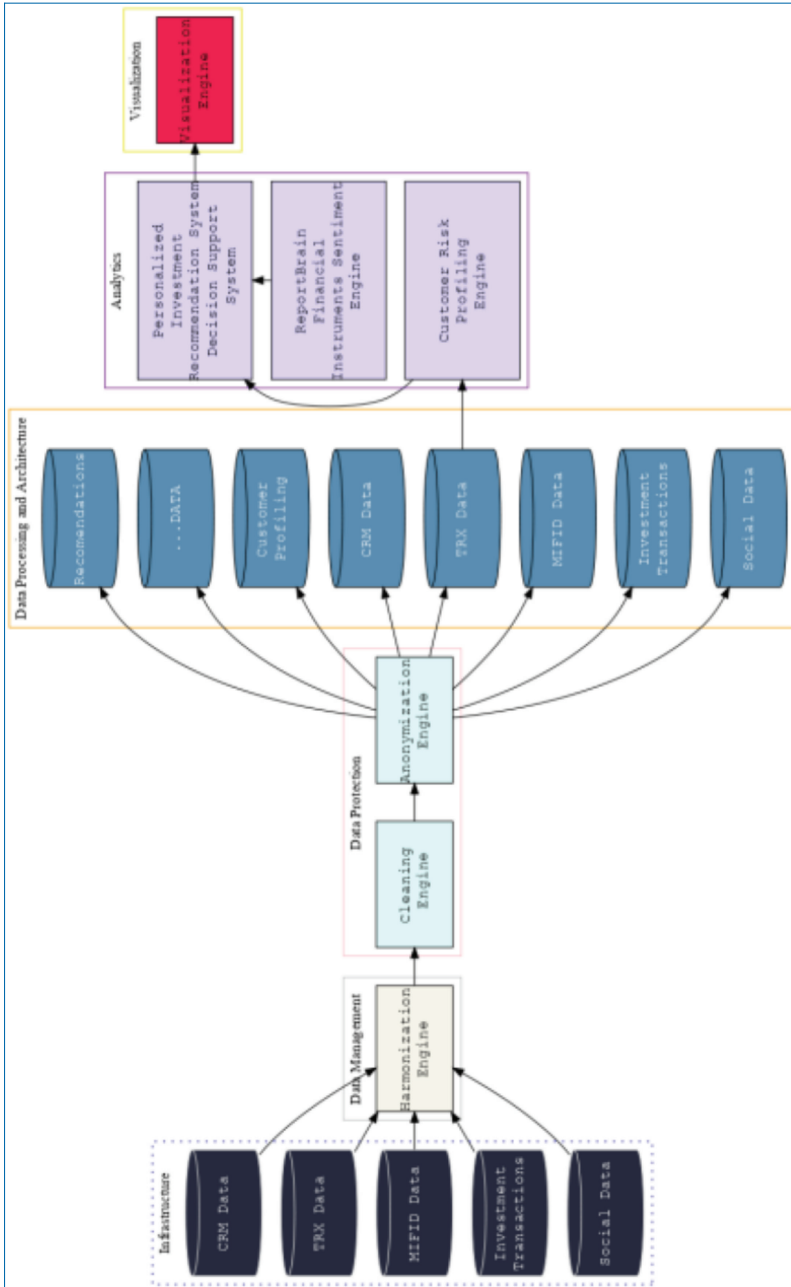 Infrastructure
CRM Data
TRX Data
MIFID Data
Investment
Transactions
Social Data
Data Management
Harmonization
Engine
Data Protection
Cleaning
Engine
Anonymization
Engine
Data Processing and Architecture
Recomendations
...DATA
Customer
Profiling
CRM Data
TRX Data
MIFID Data
Investment
Transactions
Social Data
Analytics
Personalized
Investment
Recommendation System
Decision Support
System
ReportBrain
Financial
Instruments Sentiment
Engine
Customer Risk
Profiling
Engine
Visualization
Visualization
Engine